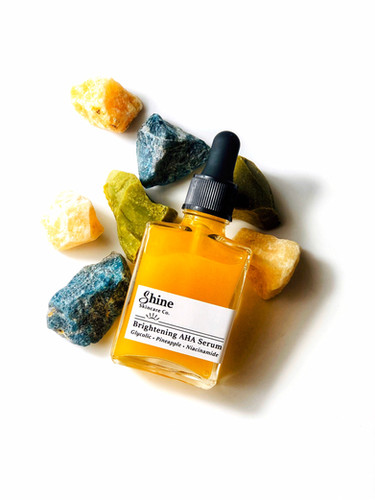 Shine
Skincare Co.
Brightening AHA Serum
Glycolic • Pineapple • Niacinamide